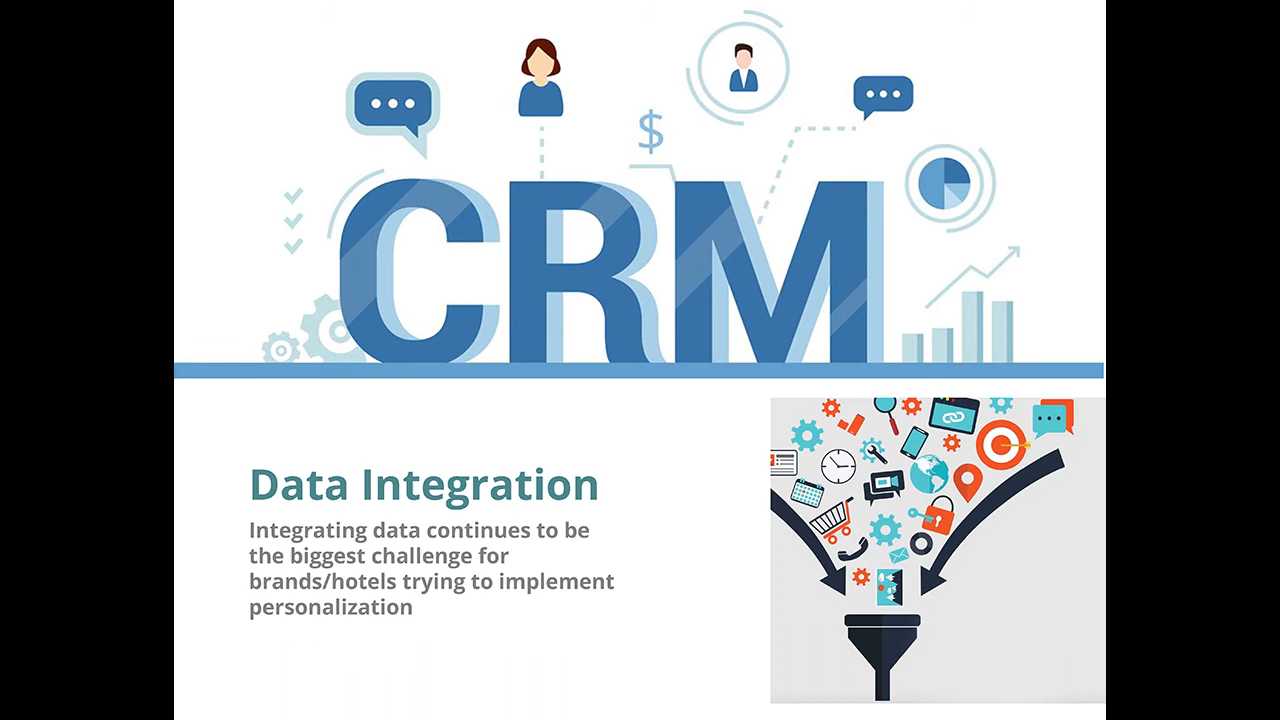 $
CRM
Data Integration
Integrating data continues to be
the biggest challenge for
brands/hotels trying to implement
personalization